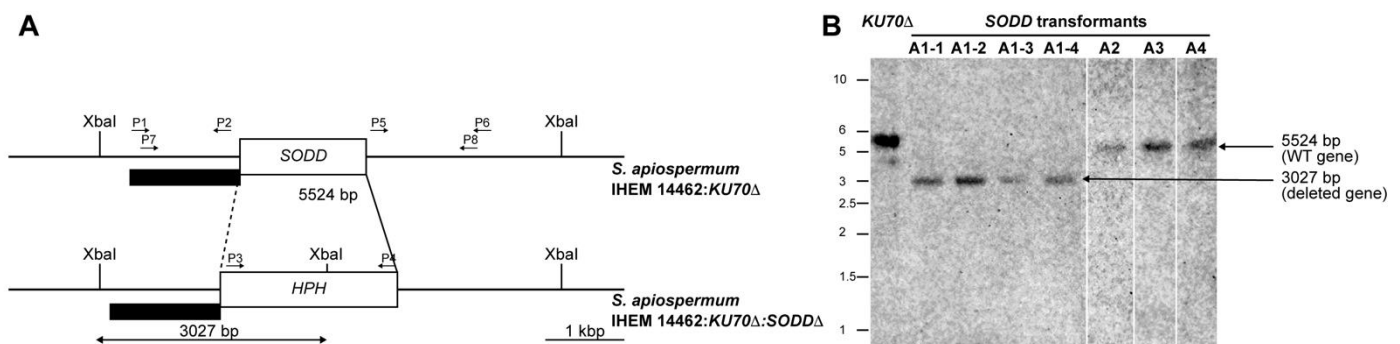 A
XbaI
P1
P2
P7
SODD
P5
P6
P8
XbaI
S. apiospermum
IHEM 14462:KU70Δ
5524 bp
XbaI
P3
XbaI
P4
XbaI
HPH
S. apiospermum
IHEM 14462:KU70Δ:SODDΔ
3027 bp
1 kbp
B
KU70Δ
SODD transformants
A1-1 A1-2 A1-3 A1-4 A2 A3 A4
10
6
5
3
2.5
2
1.5
1
5524 bp
(WT gene)
3027 bp
(deleted gene)